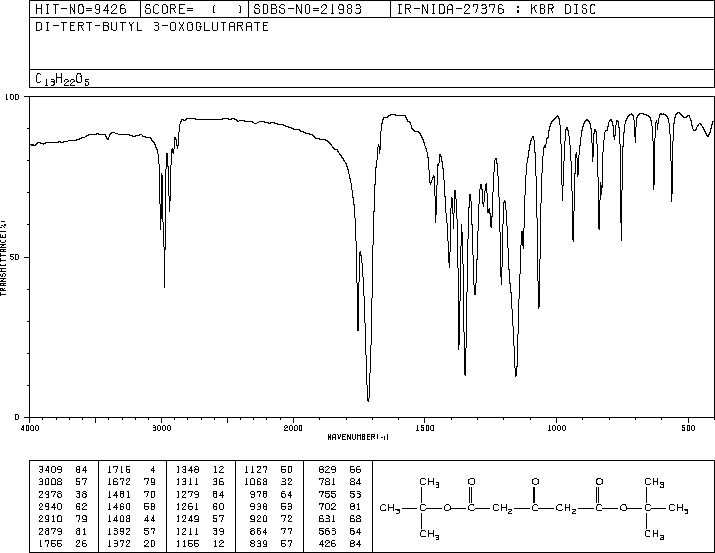 HIT-NO=9426 SCORE= ( ) SDBS-NO=21983 IR-NIDA-27376 : KBR DISC
DI-TERT-BUTYL 3-OXOGLUTARATE
C13H22O5
100
50
0
TRANSMITTANCE(%)
4000 3000 2000 1500 1000 500
WAVENUMBER(-1)
3409 84 1715 4 1348 12 1127 50 829 66
3008 57 1672 79 1311 36 1068 32 781 84
2978 38 1481 70 1279 64 978 64 755 53
2940 62 1460 58 1261 60 938 53 702 81
2910 79 1408 44 1249 57 920 72 631 68
2879 81 1392 57 1211 39 864 77 563 64
1755 26 1372 20 1155 12 839 57 426 84
CH3 O O O CH3
CH3-C-O-C-CH2-C-CH2-C-O-C-CH3
CH3 CH3